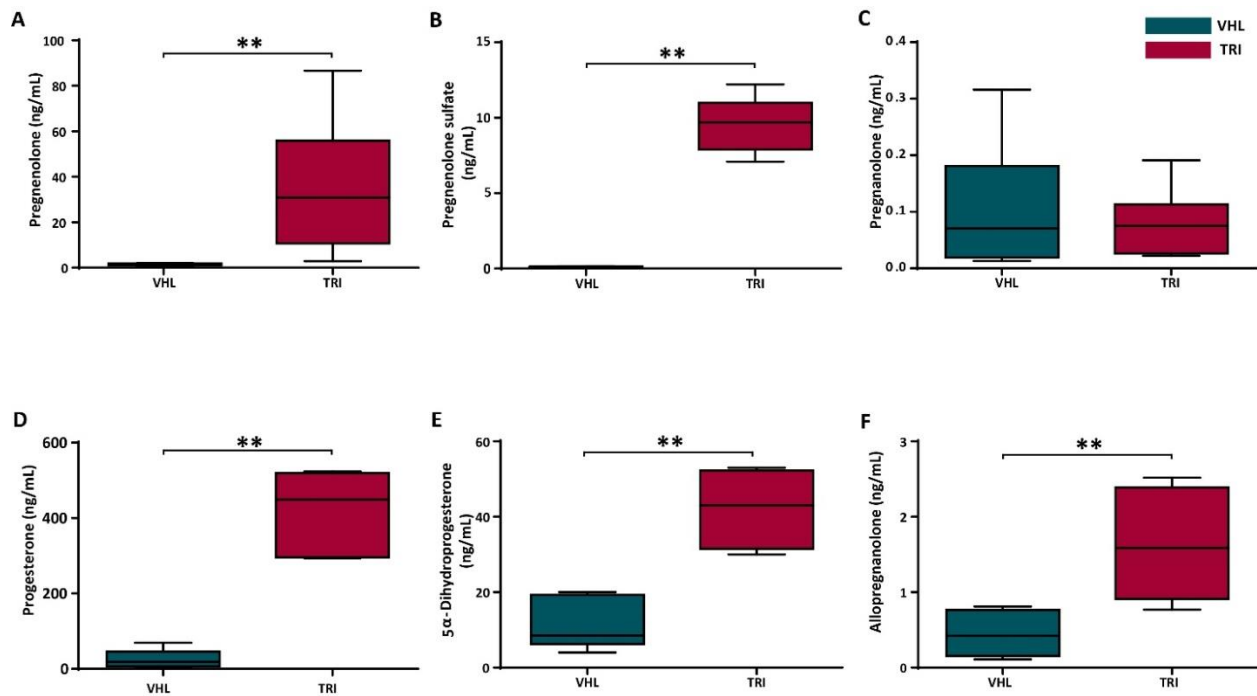 A
Pregnenolone (ng/mL)
100
80
60
40
20
0
**
VHL
TRI
B
Pregnenolone sulfate
(ng/mL)
15
10
5
0
**
VHL
TRI
C
Pregnanolone (ng/mL)
0.4
0.3
0.2
0.1
0.0
VHL
TRI
VHL
TRI
D
Progesterone (ng/mL)
600
400
200
0
**
VHL
TRI
E
5α-Dihydroprogesterone
(ng/mL)
60
40
20
0
**
VHL
TRI
F
Allopregnanolone (ng/mL)
3
2
1
0
**
VHL
TRI